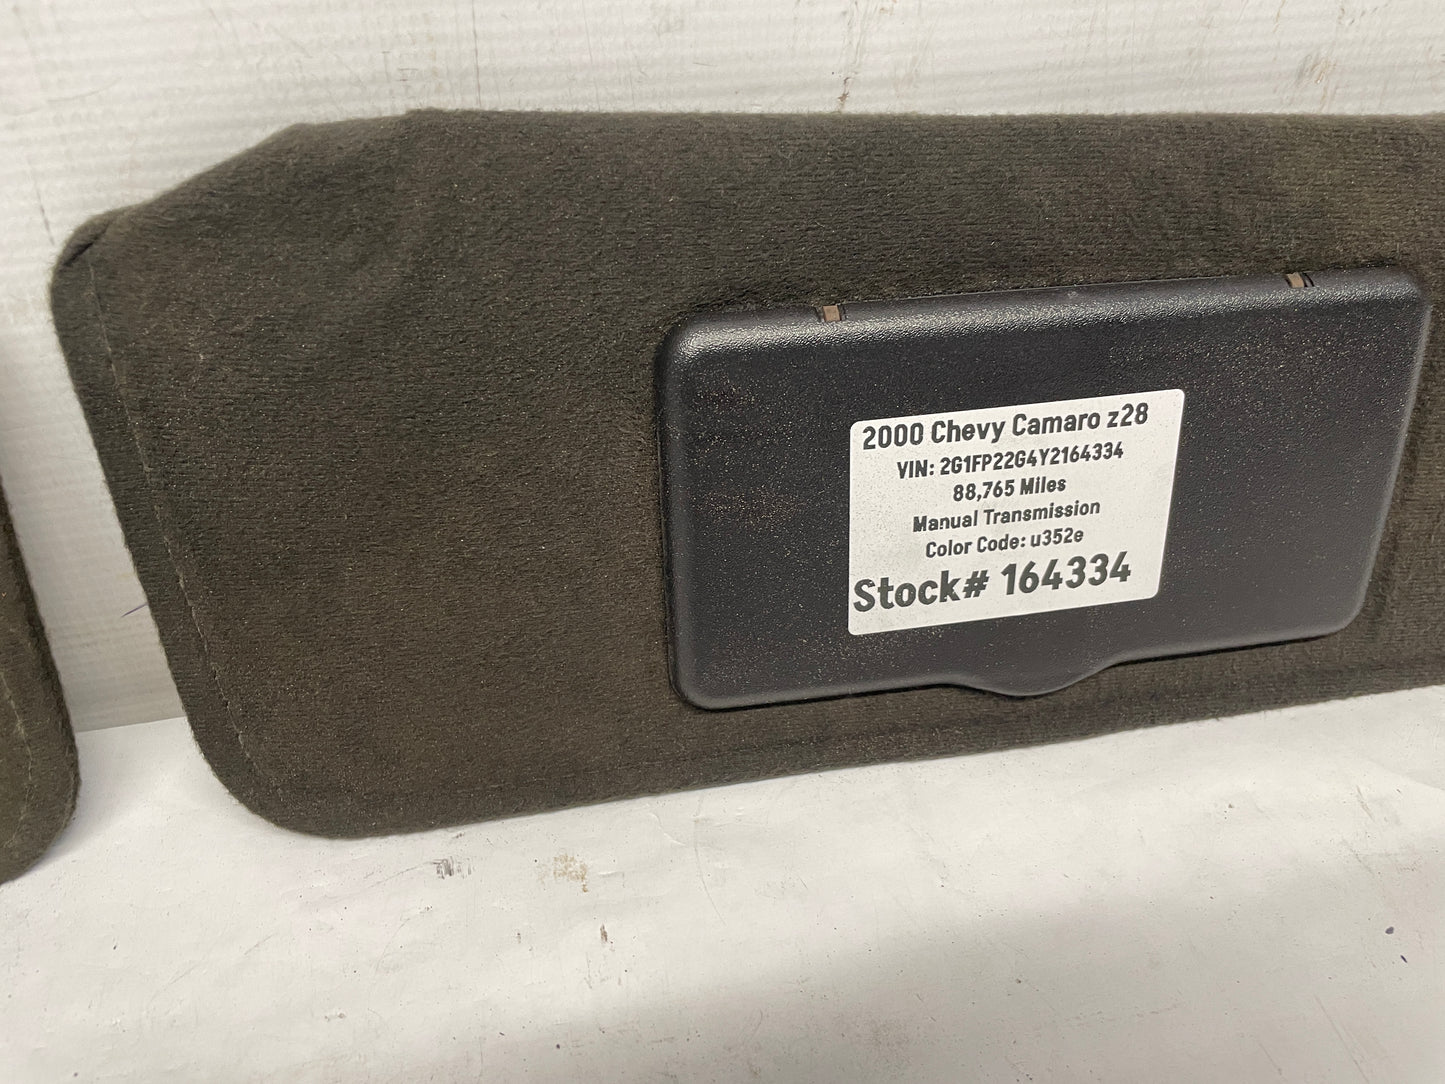 2000 Chevy Camaro z28
VIN: 2G1FP22G4Y2164334
88,765 Miles
Manual Transmission
Color Code: u352e
Stock# 164334